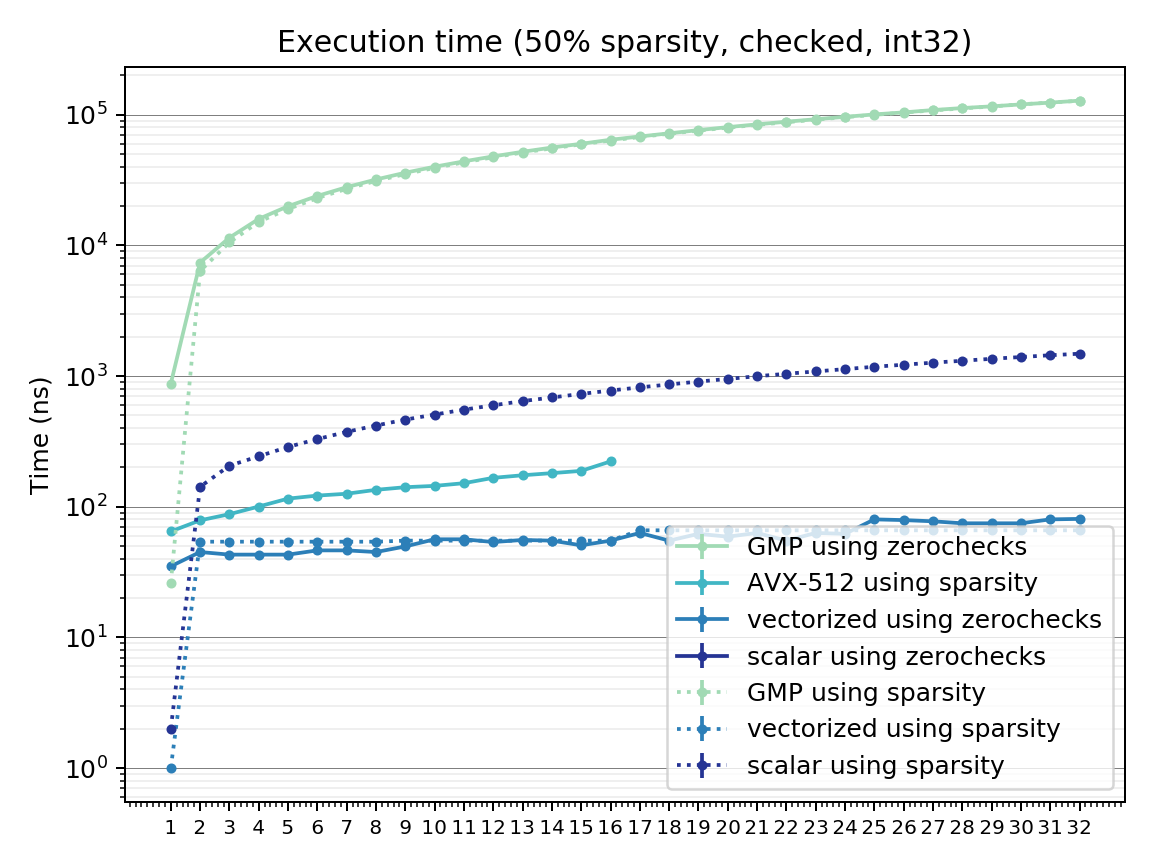 Execution time (50% sparsity, checked, int32)
Time (ns)
10^5
10^4
10^3
10^2
10^1
10^0
GMP using zerochecks
AVX-512 using sparsity
vectorized using zerochecks
scalar using zerochecks
GMP using sparsity
vectorized using sparsity
scalar using sparsity
1 2 3 4 5 6 7 8 9 10 11 12 13 14 15 16 17 18 19 20 21 22 23 24 25 26 27 28 29 30 31 32